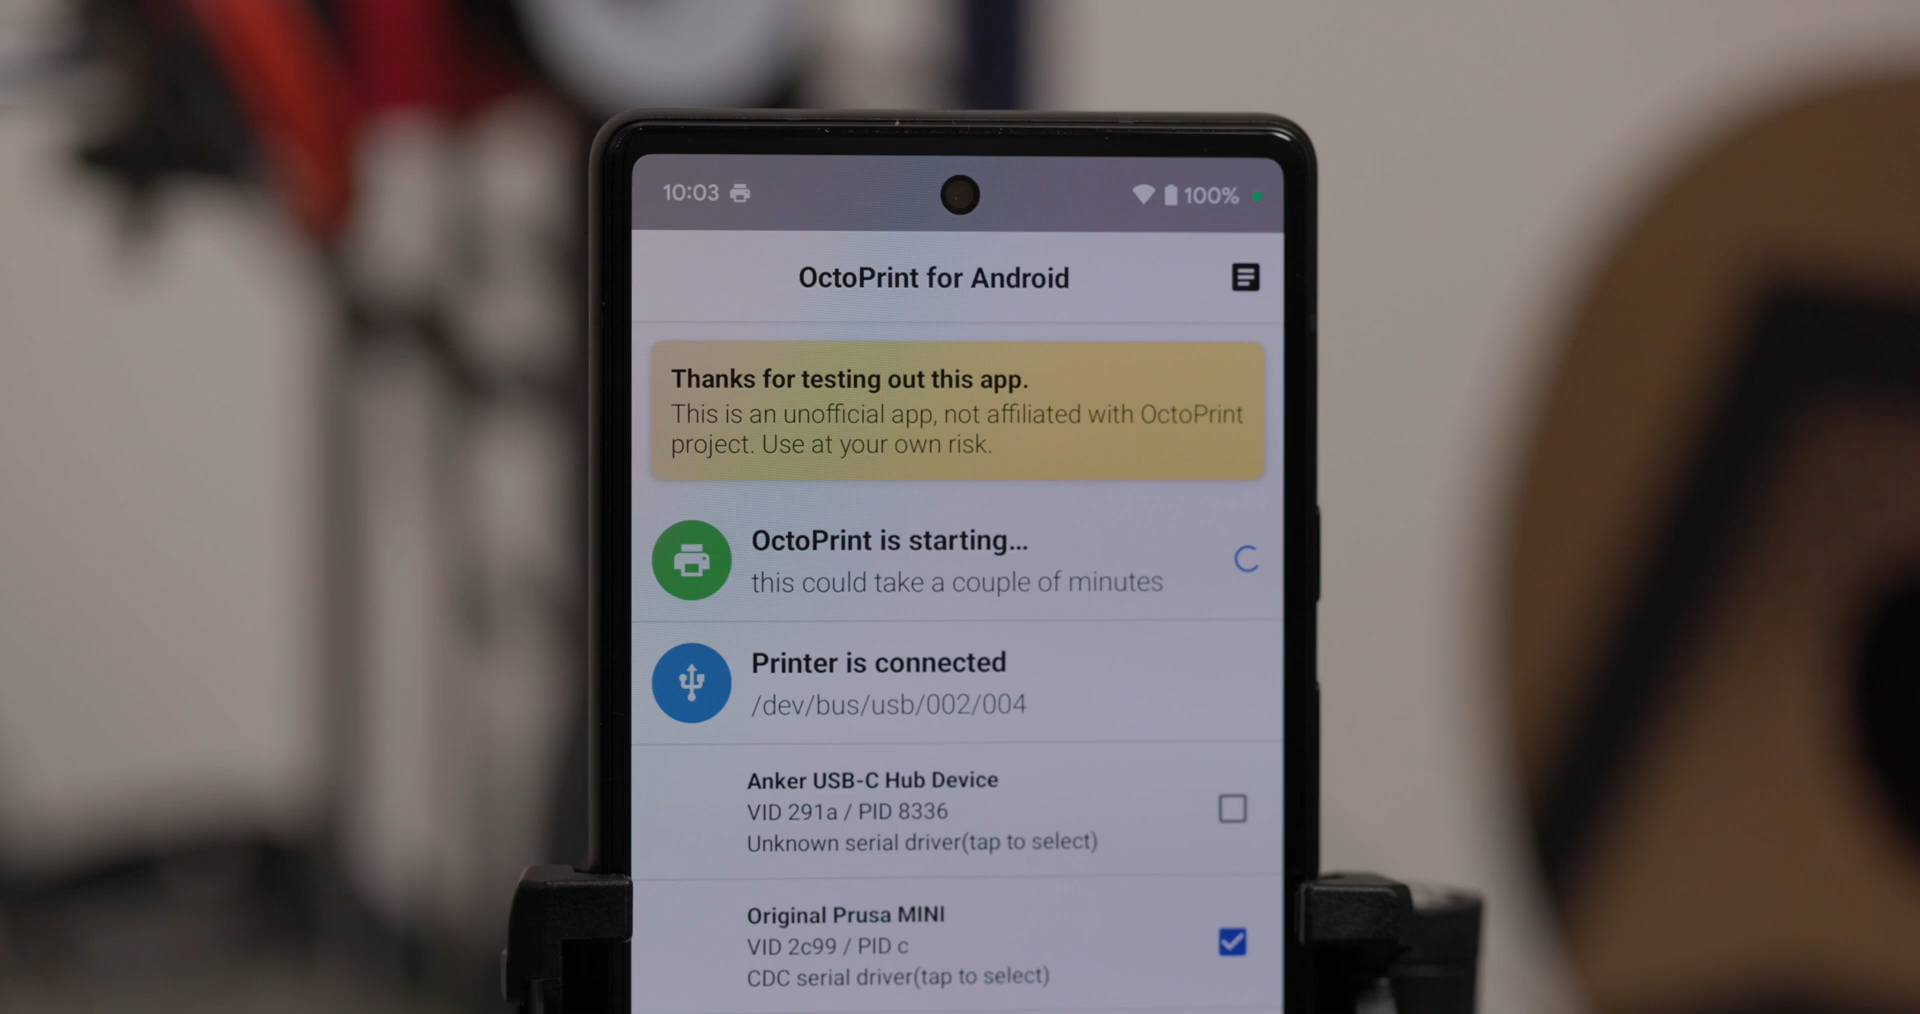 10:03
100%
OctoPrint for Android
Thanks for testing out this app.
This is an unofficial app, not affiliated with OctoPrint
project. Use at your own risk.
OctoPrint is starting...
this could take a couple of minutes
Printer is connected
/dev/bus/usb/002/004
Anker USB-C Hub Device
VID 291a / PID 8336
Unknown serial driver(tap to select)
Original Prusa MINI
VID 2c99 / PID c
CDC serial driver(tap to select)